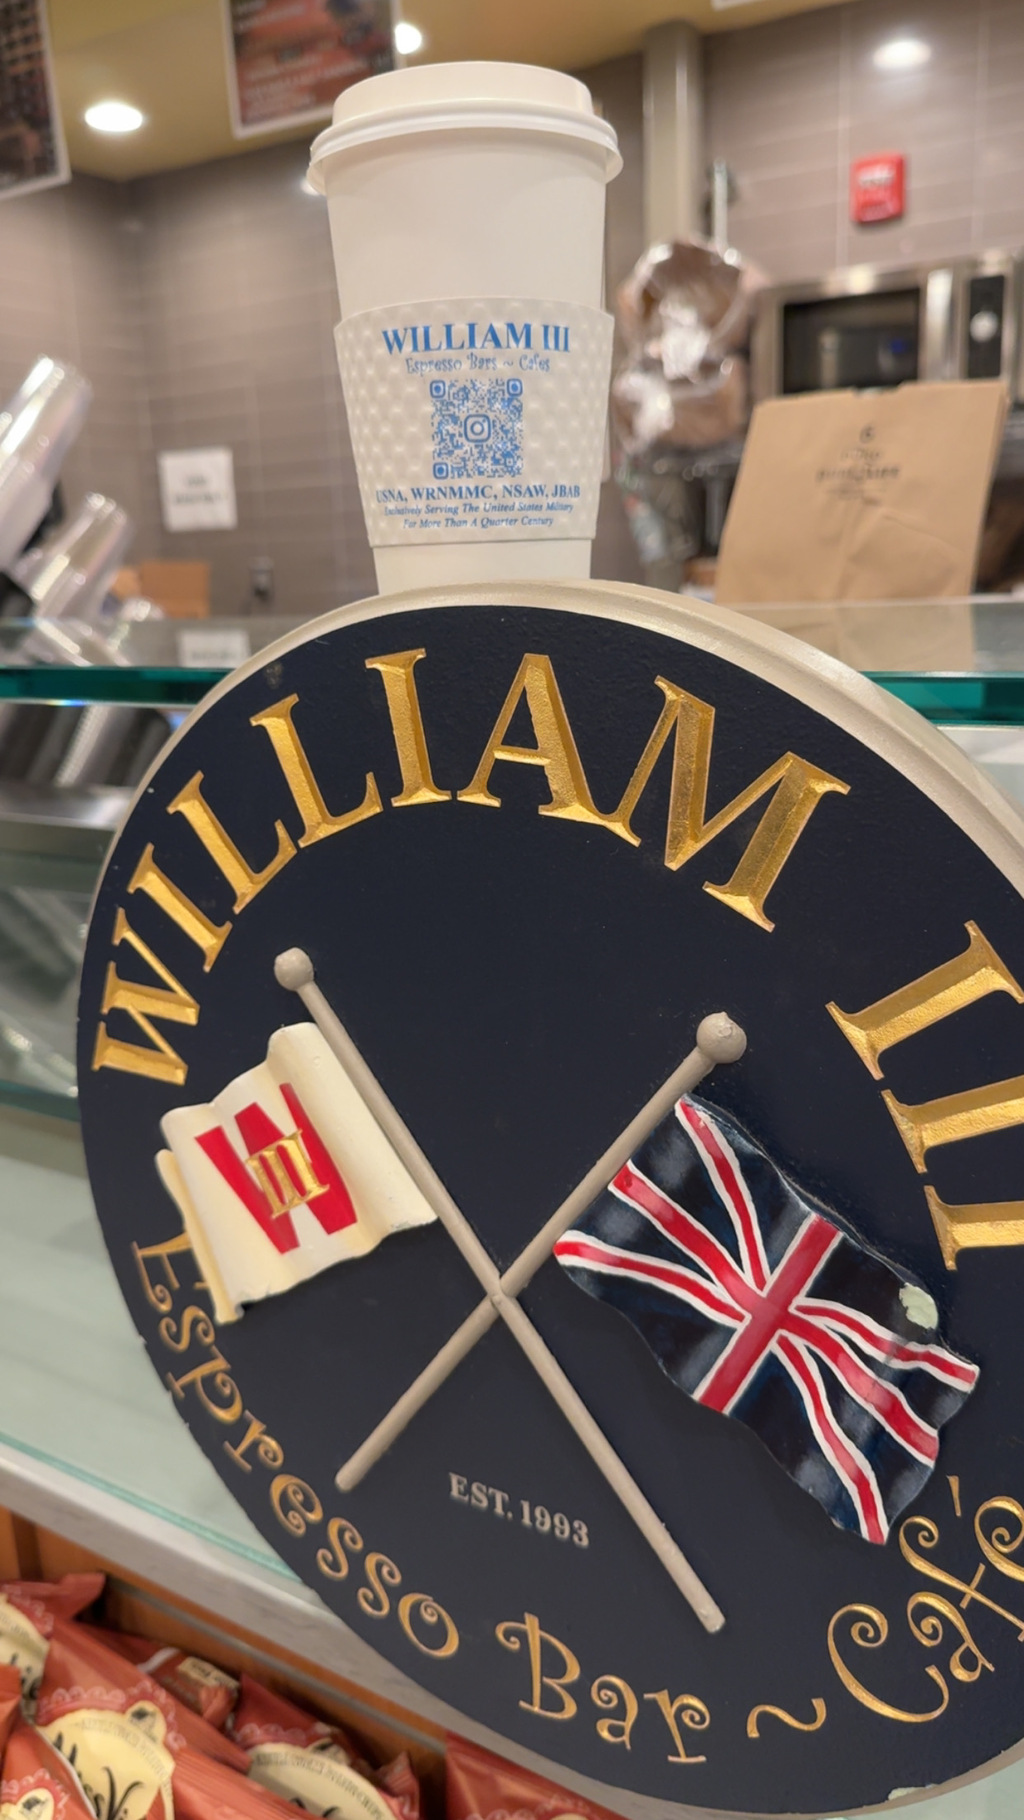 WILLIAM III
Espresso Bars ~ Cafes
USNA, WRNMMC, NSAW, JBAB
Exclusively Serving The United States Military
For More Than A Quarter Century
WILLIAM III
W
III
EST. 1993
Espresso Bar ~ Café